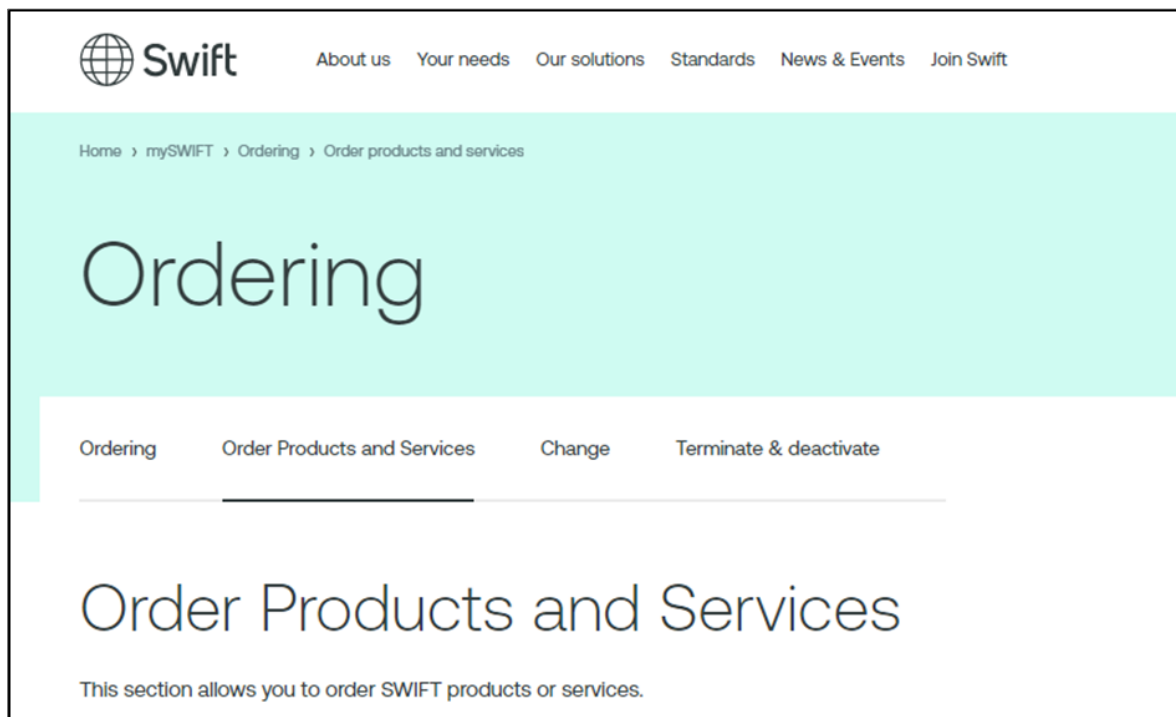 Swift About us Your needs Our solutions Standards News & Events Join Swift
Home › mySWIFT › Ordering › Order products and services
Ordering
Ordering Order Products and Services Change Terminate & deactivate
Order Products and Services
This section allows you to order SWIFT products or services.